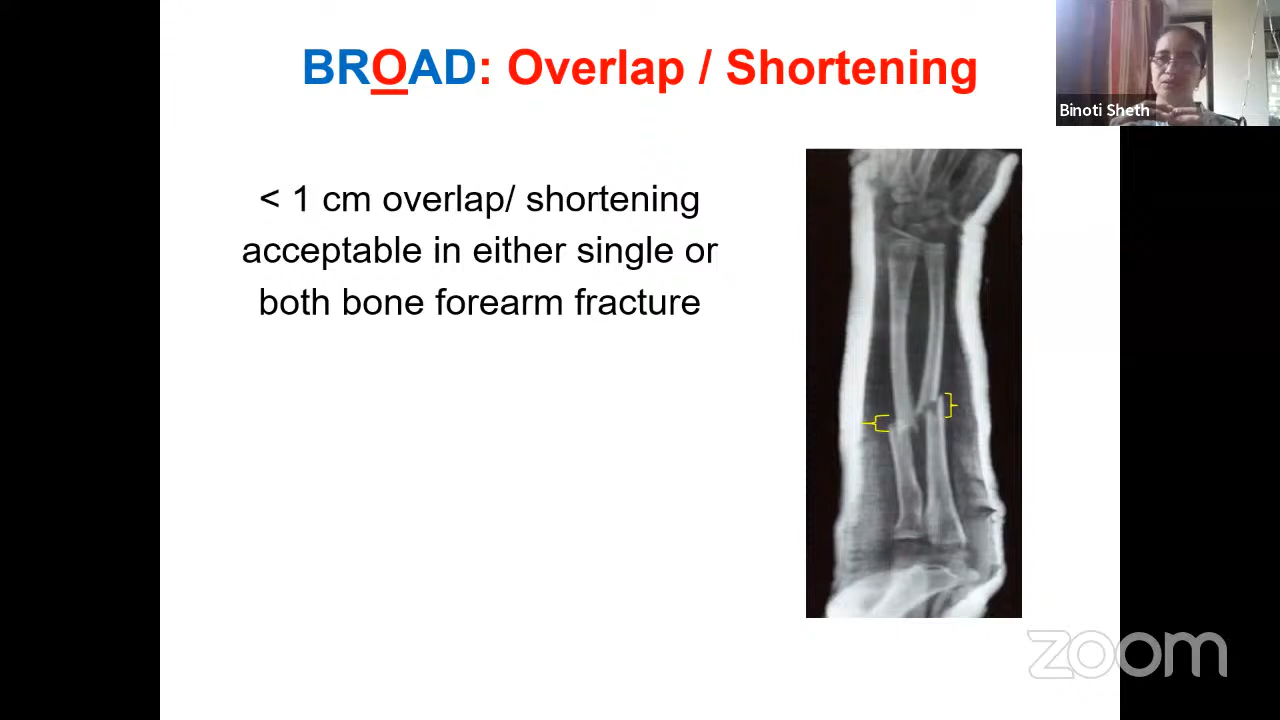 BROAD: Overlap / Shortening
Binoti Sheth
< 1 cm overlap/ shortening
acceptable in either single or
both bone forearm fracture
zoom